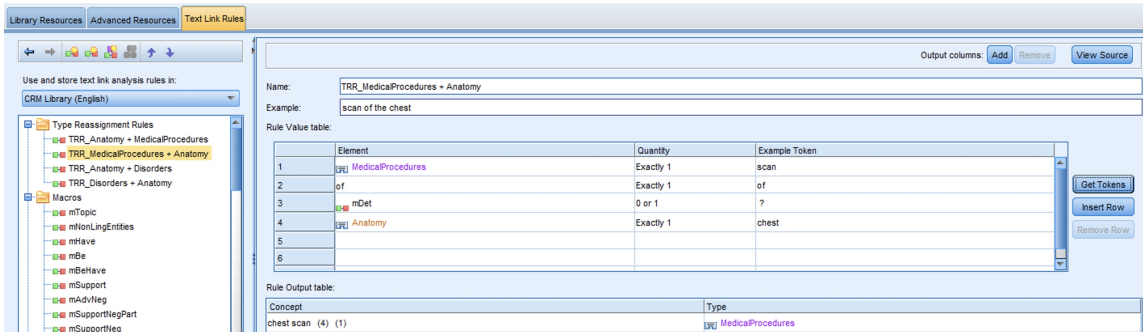 Library Resources Advanced Resources Text Link Rules
Output columns: Add Remove View Source
Use and store text link analysis rules in:
CRM Library (English)
Type Reassignment Rules
TRR_Anatomy + MedicalProcedures
TRR_MedicalProcedures + Anatomy
TRR_Anatomy + Disorders
TRR_Disorders + Anatomy
Macros
mTopic
mNonLingEntities
mHave
mBe
mBeHave
mSupport
mAdvNeg
mSupportNegPart
mSupportNeg
Name: TRR_MedicalProcedures + Anatomy
Example: scan of the chest
Rule Value table:
Element Quantity Example Token
1 MedicalProcedures Exactly 1 scan
2 of Exactly 1 of
3 mDet 0 or 1 ?
4 Anatomy Exactly 1 chest
5
6
Get Tokens
Insert Row
Remove Row
Rule Output table:
Concept Type
chest scan (4) (1) MedicalProcedures